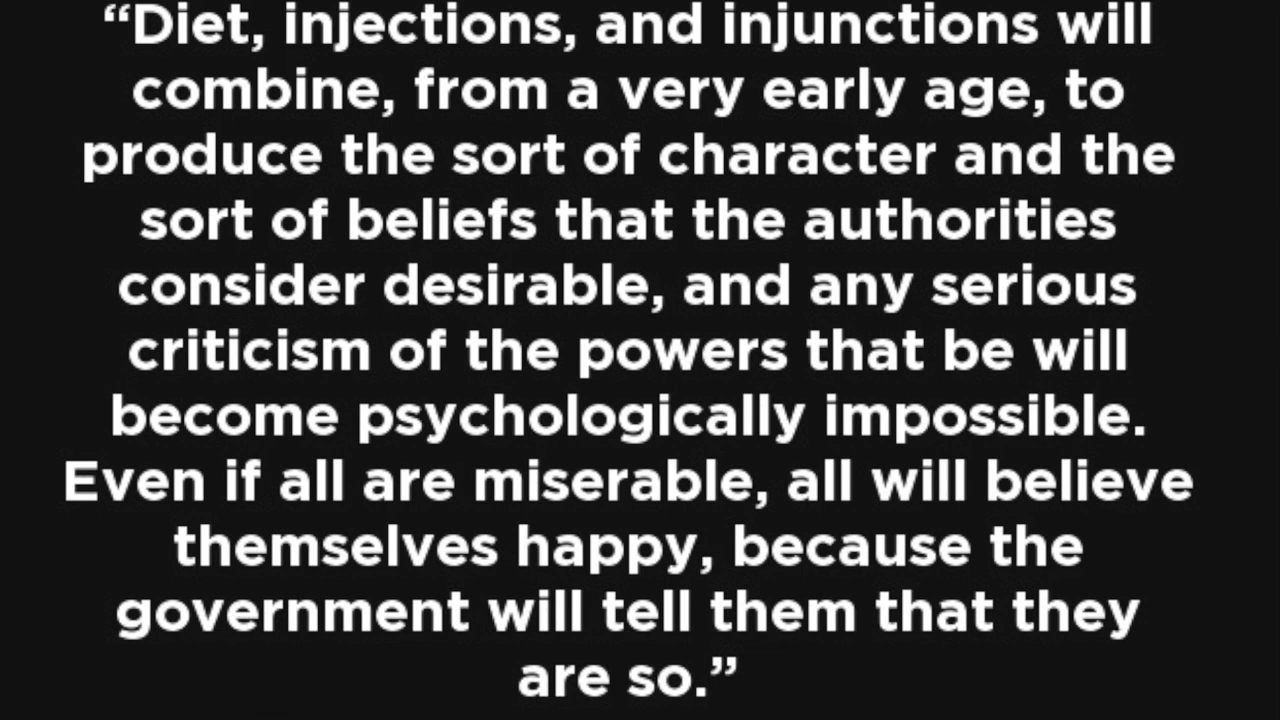 “Diet, injections, and injunctions will
combine, from a very early age, to
produce the sort of character and the
sort of beliefs that the authorities
consider desirable, and any serious
criticism of the powers that be will
become psychologically impossible.
Even if all are miserable, all will believe
themselves happy, because the
government will tell them that they
are so.”